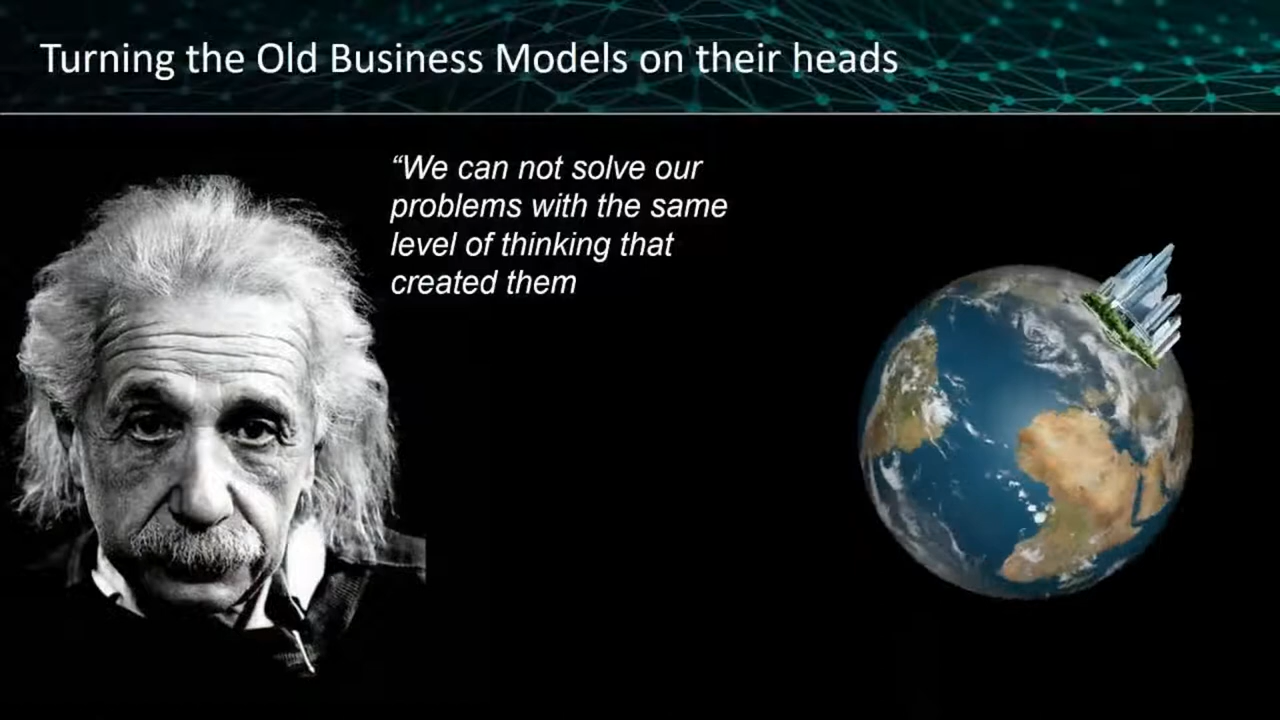 Turning the Old Business Models on their heads
“We can not solve our
problems with the same
level of thinking that
created them